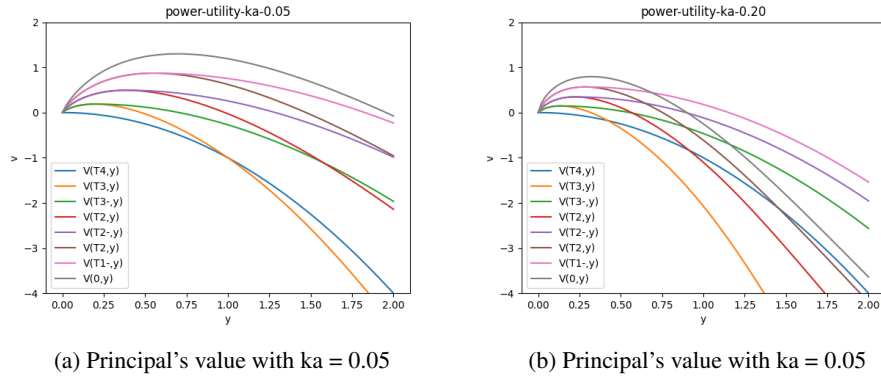 power-utility-ka-0.05
2
1
0
-1
-2
-3
-4
v
V(T4,y)
V(T3,y)
V(T3-,y)
V(T2,y)
V(T2-,y)
V(T2,y)
V(T1-,y)
V(0,y)
0.00 0.25 0.50 0.75 1.00 1.25 1.50 1.75 2.00
y
(a) Principal's value with ka = 0.05
power-utility-ka-0.20
2
1
0
-1
-2
-3
-4
v
V(T4,y)
V(T3,y)
V(T3-,y)
V(T2,y)
V(T2-,y)
V(T2,y)
V(T1-,y)
V(0,y)
0.00 0.25 0.50 0.75 1.00 1.25 1.50 1.75 2.00
y
(b) Principal's value with ka = 0.05